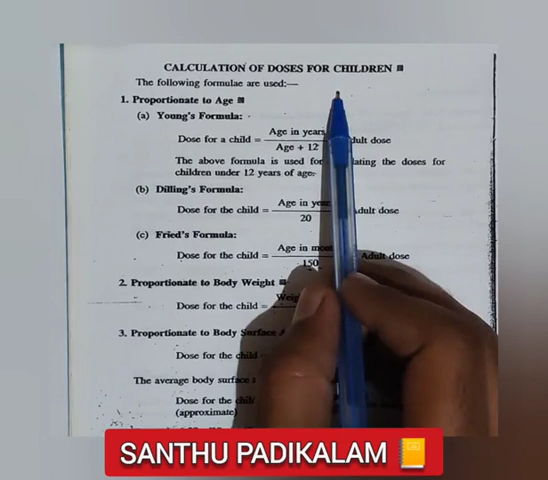 CALCULATION OF DOSES FOR CHILDREN
The following formulae are used:—
1. Proportionate to Age
(a) Young's Formula:
Dose for a child = Age in years
Age + 12
dult dose
The above formula is used for lating the doses for
children under 12 years of age.
(b) Dilling's Formula:
Dose for the child = Age in
20
Adult dose
(c) Fried's Formula:
Dose for the child = Age in
150
Adult dose
2. Proportionate to Body Weight
Dose for the child =
3. Proportionate to Body Surface
Dose for the child
The average body surface
Dose for the
(approximate)
SANTHU PADIKALAM